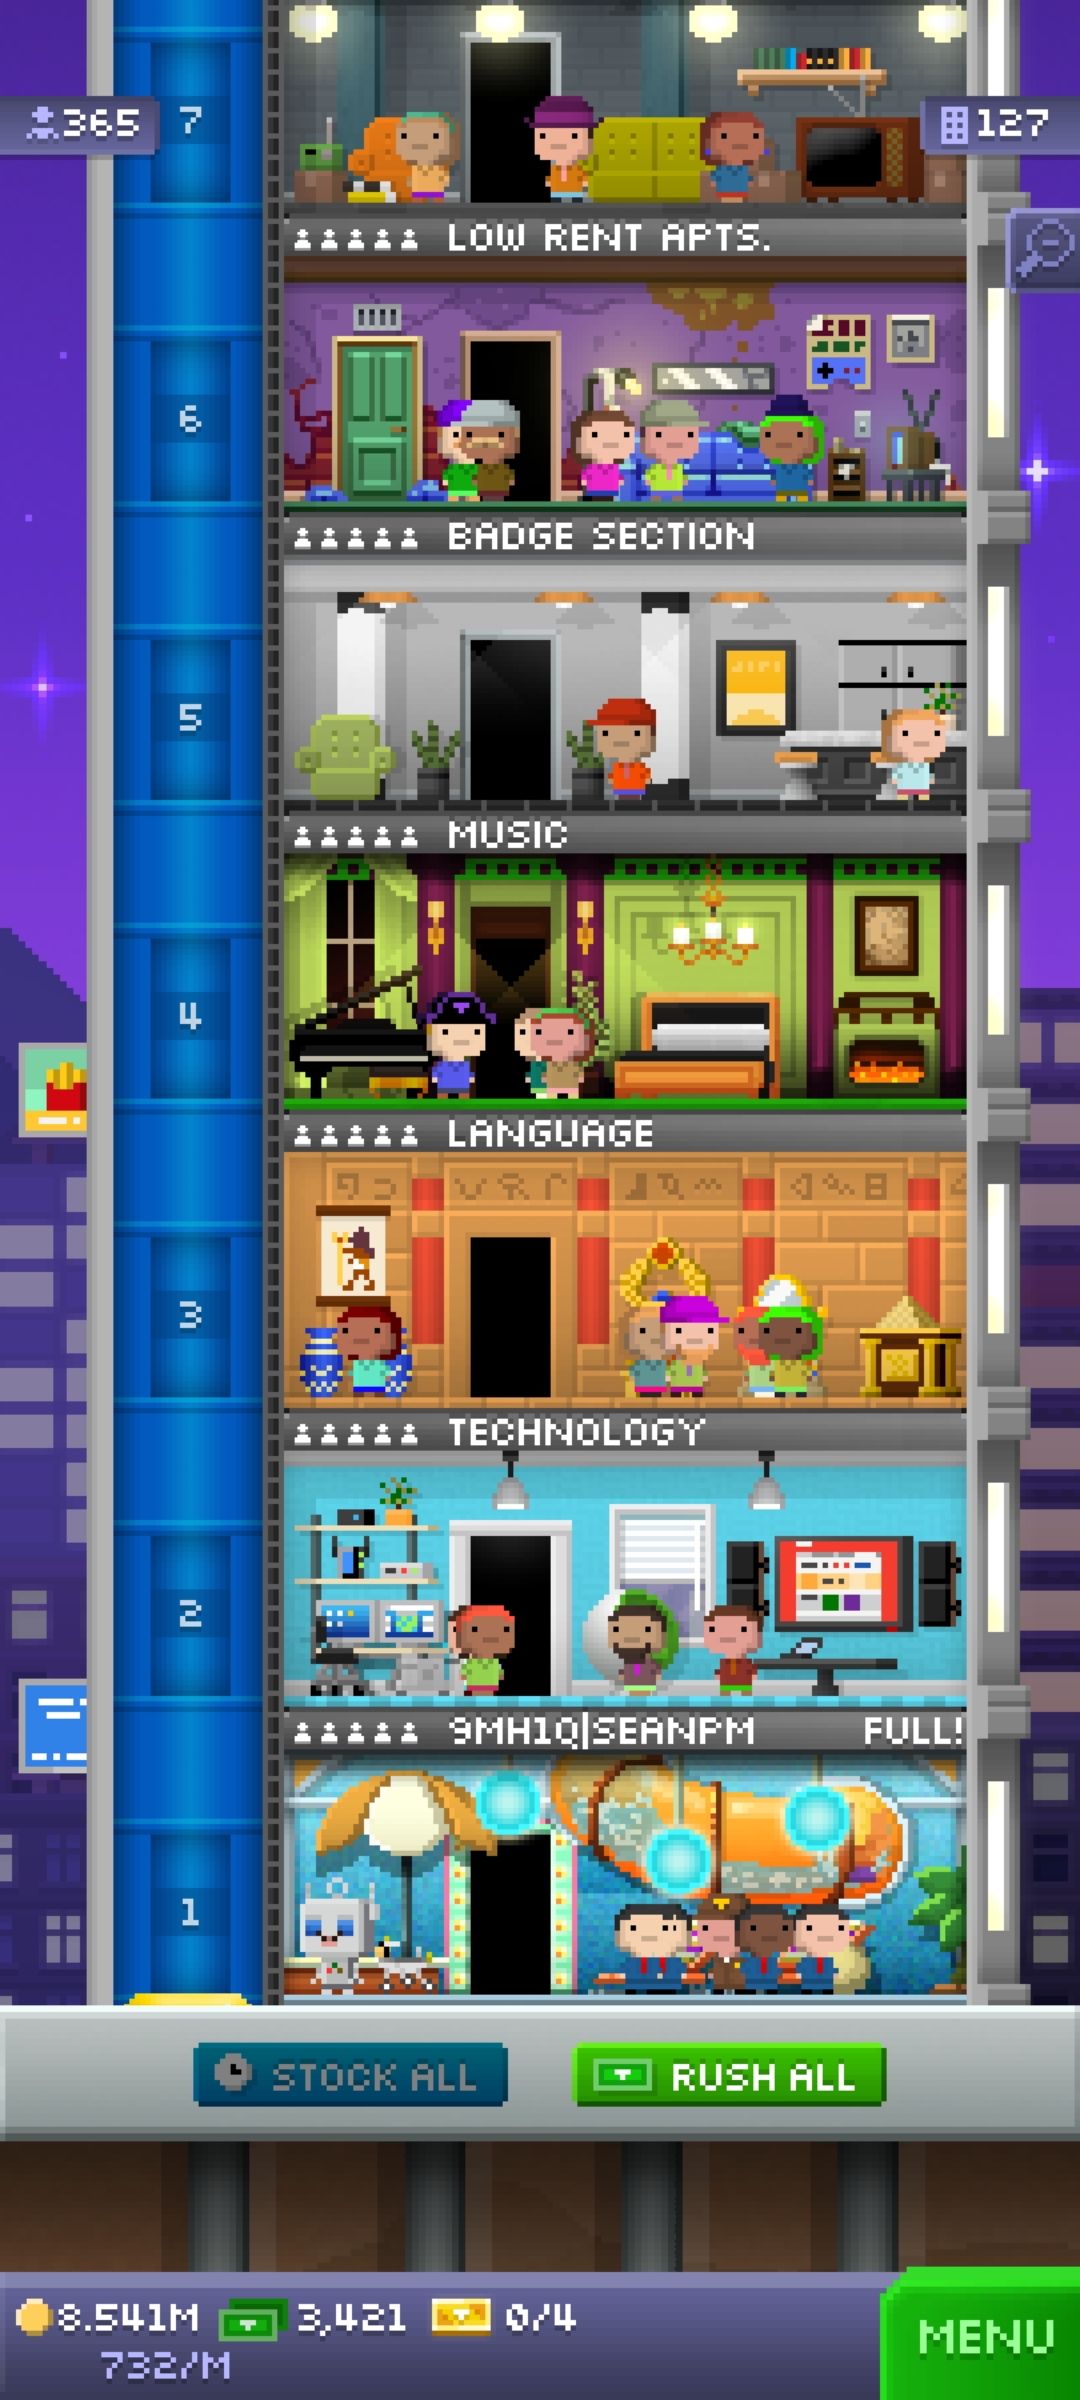 7
365
127
LOW RENT APTS.
6
BADGE SECTION
5
MUSIC
4
LANGUAGE
3
TECHNOLOGY
2
9MH1Q|SEANPM FULL!
1
STOCK ALL
RUSH ALL
8.541M 3,421 0/4
732/M
MENU